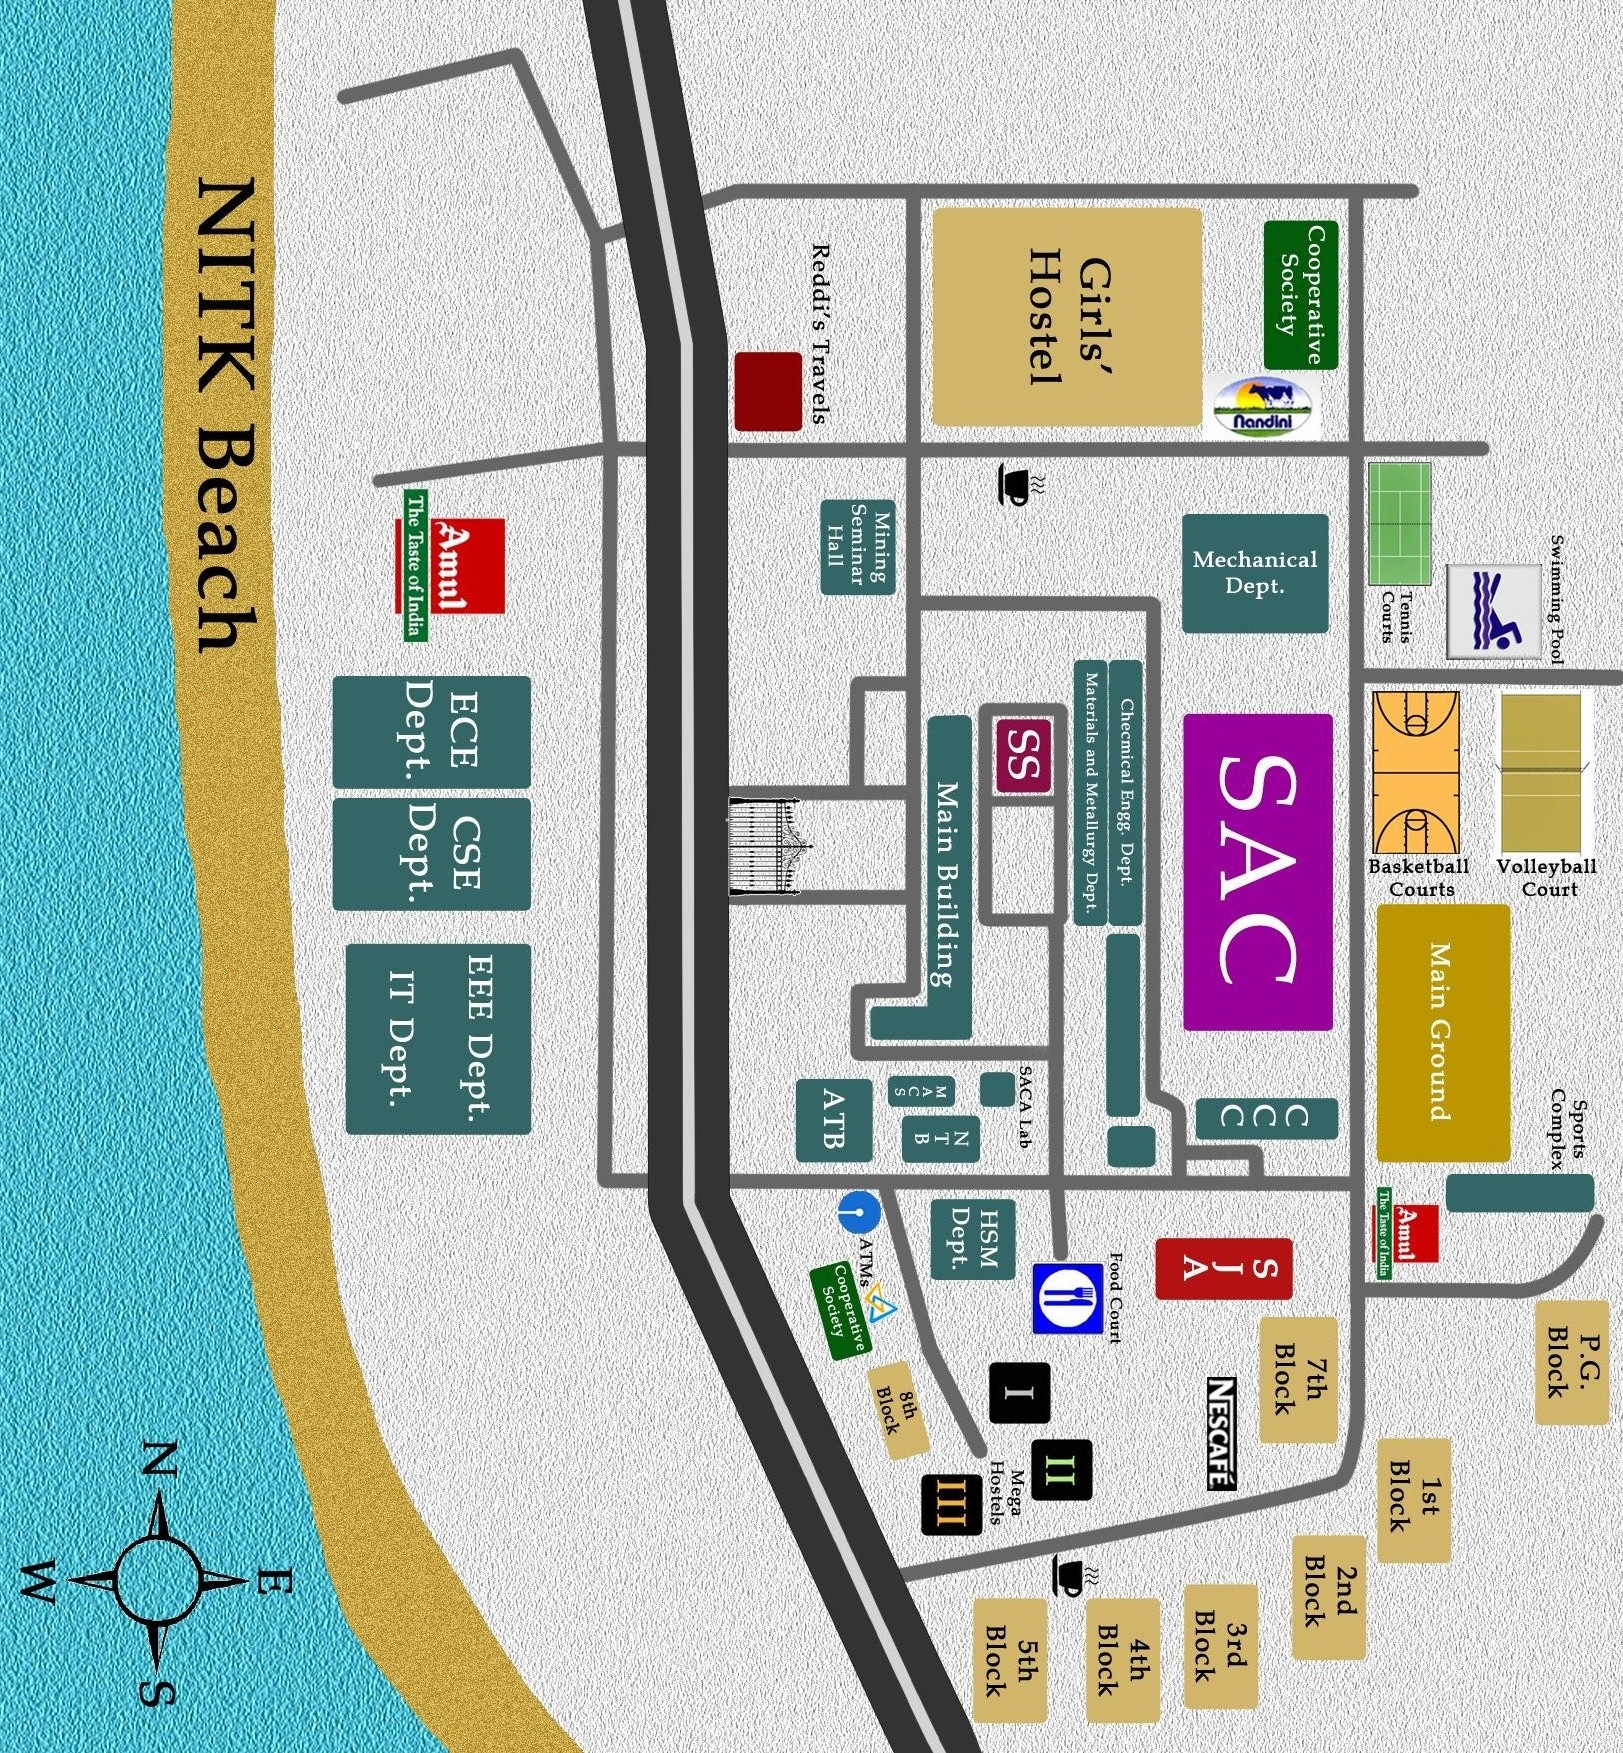 NITK Beach
Cooperative
Society
Girls'
Hostel
Nandini
Reddi's Travels
Mining
Seminar
Hall
Mechanical
Dept.
Tennis
Courts
Swimming Pool
Amul
The Taste of India
ECE
Dept.
CSE
Dept.
EEE Dept.
IT Dept.
SS
Main Building
Checmical Engg. Dept.
Materials and Metallurgy Dept.
SAC
Basketball
Courts
Volleyball
Court
Main Ground
Sports
Complex
CCC
SACA Lab
MACS
NTB
ATB
HSM
Dept.
ATMs
Cooperative
Society
Food Court
SJA
Amul
The Taste of India
P.G.
Block
7th
Block
NESCAFÉ
1st
Block
2nd
Block
3rd
Block
4th
Block
5th
Block
8th
Block
I
II
III
Mega
Hostels
N
E
S
W